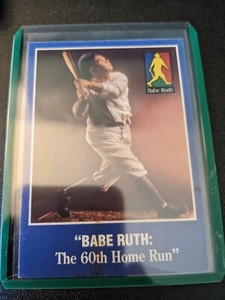 Babe Ruth
"BABE RUTH:
The 60th Home Run"